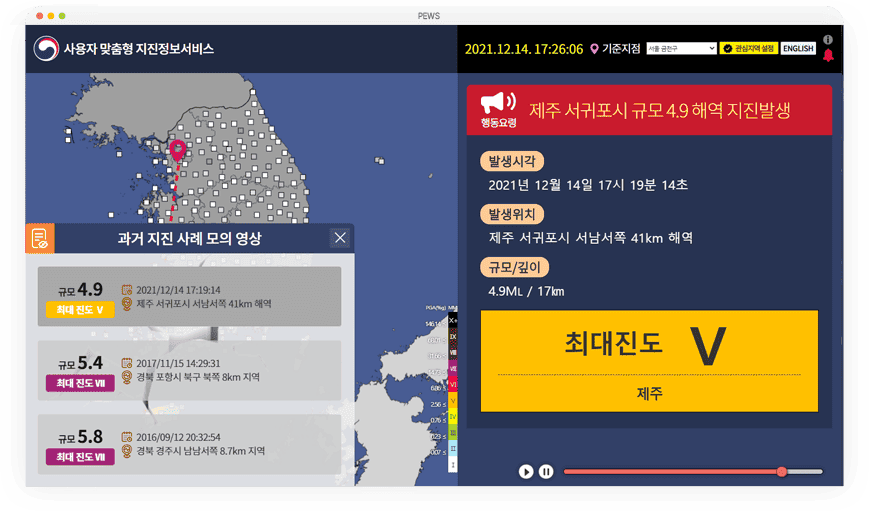 PEWS
사용자 맞춤형 지진정보서비스
2021.12.14. 17:26:06 기준지점 서울 금천구 관심지역 설정 ENGLISH
행동요령 제주 서귀포시 규모 4.9 해역 지진발생
발생시각
2021년 12월 14일 17시 19분 14초
발생위치
제주 서귀포시 서남서쪽 41km 해역
규모/깊이
4.9ML / 17km
최대진도 V
제주
과거 지진 사례 모의 영상
규모 4.9
최대 진도 V
2021/12/14 17:19:14
제주 서귀포시 서남서쪽 41km 해역
규모 5.4
최대 진도 VII
2017/11/15 14:29:31
경북 포항시 북구 북쪽 8km 지역
규모 5.8
최대 진도 VII
2016/09/12 20:32:54
경북 경주시 남남서쪽 8.7km 지역
PGA(%g) MMI
X+
IX
VIII
VII
VI
V
IV
III
II
I